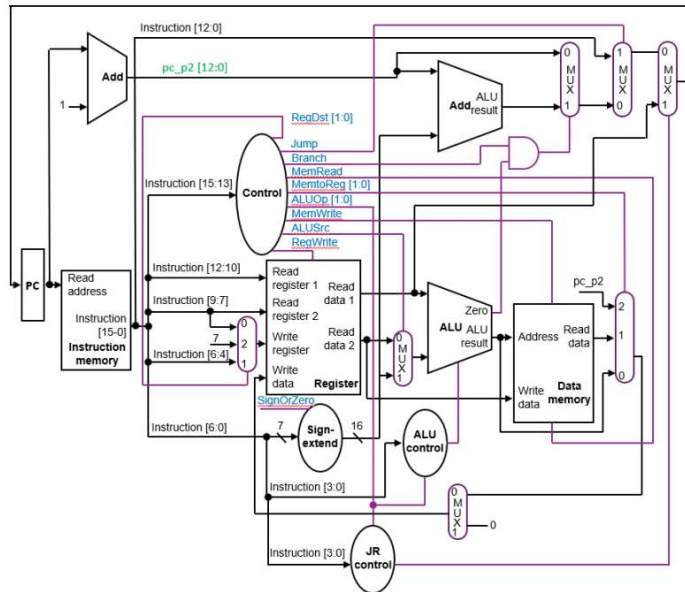 Instruction [12:0]
Add
pc_p2 [12:0]
1
0
M
U
X
1
1
M
U
X
0
0
M
U
X
1
Add
ALU
result
RegDst [1:0]
Jump
Branch
MemRead
MemtoReg [1:0]
ALUOp [1:0]
MemWrite
ALUSrc
RegWrite
Control
Instruction [15:13]
PC
Read
address
Instruction
[15-0]
Instruction
memory
Instruction [12:10]
Instruction [9:7]
Instruction [6:4]
7
0
2
1
Read
register 1
Read
register 2
Write
register
Write
data
Read
data 1
Read
data 2
Register
0
M
U
X
1
Zero
ALU
ALU
result
Address
Read
data
Write
data
Data
memory
pc_p2
2
1
0
SignOrZero
Instruction [6:0]
7
Sign-
extend
16
ALU
control
Instruction [3:0]
0
M
U
X
1
0
Instruction [3:0]
JR
control